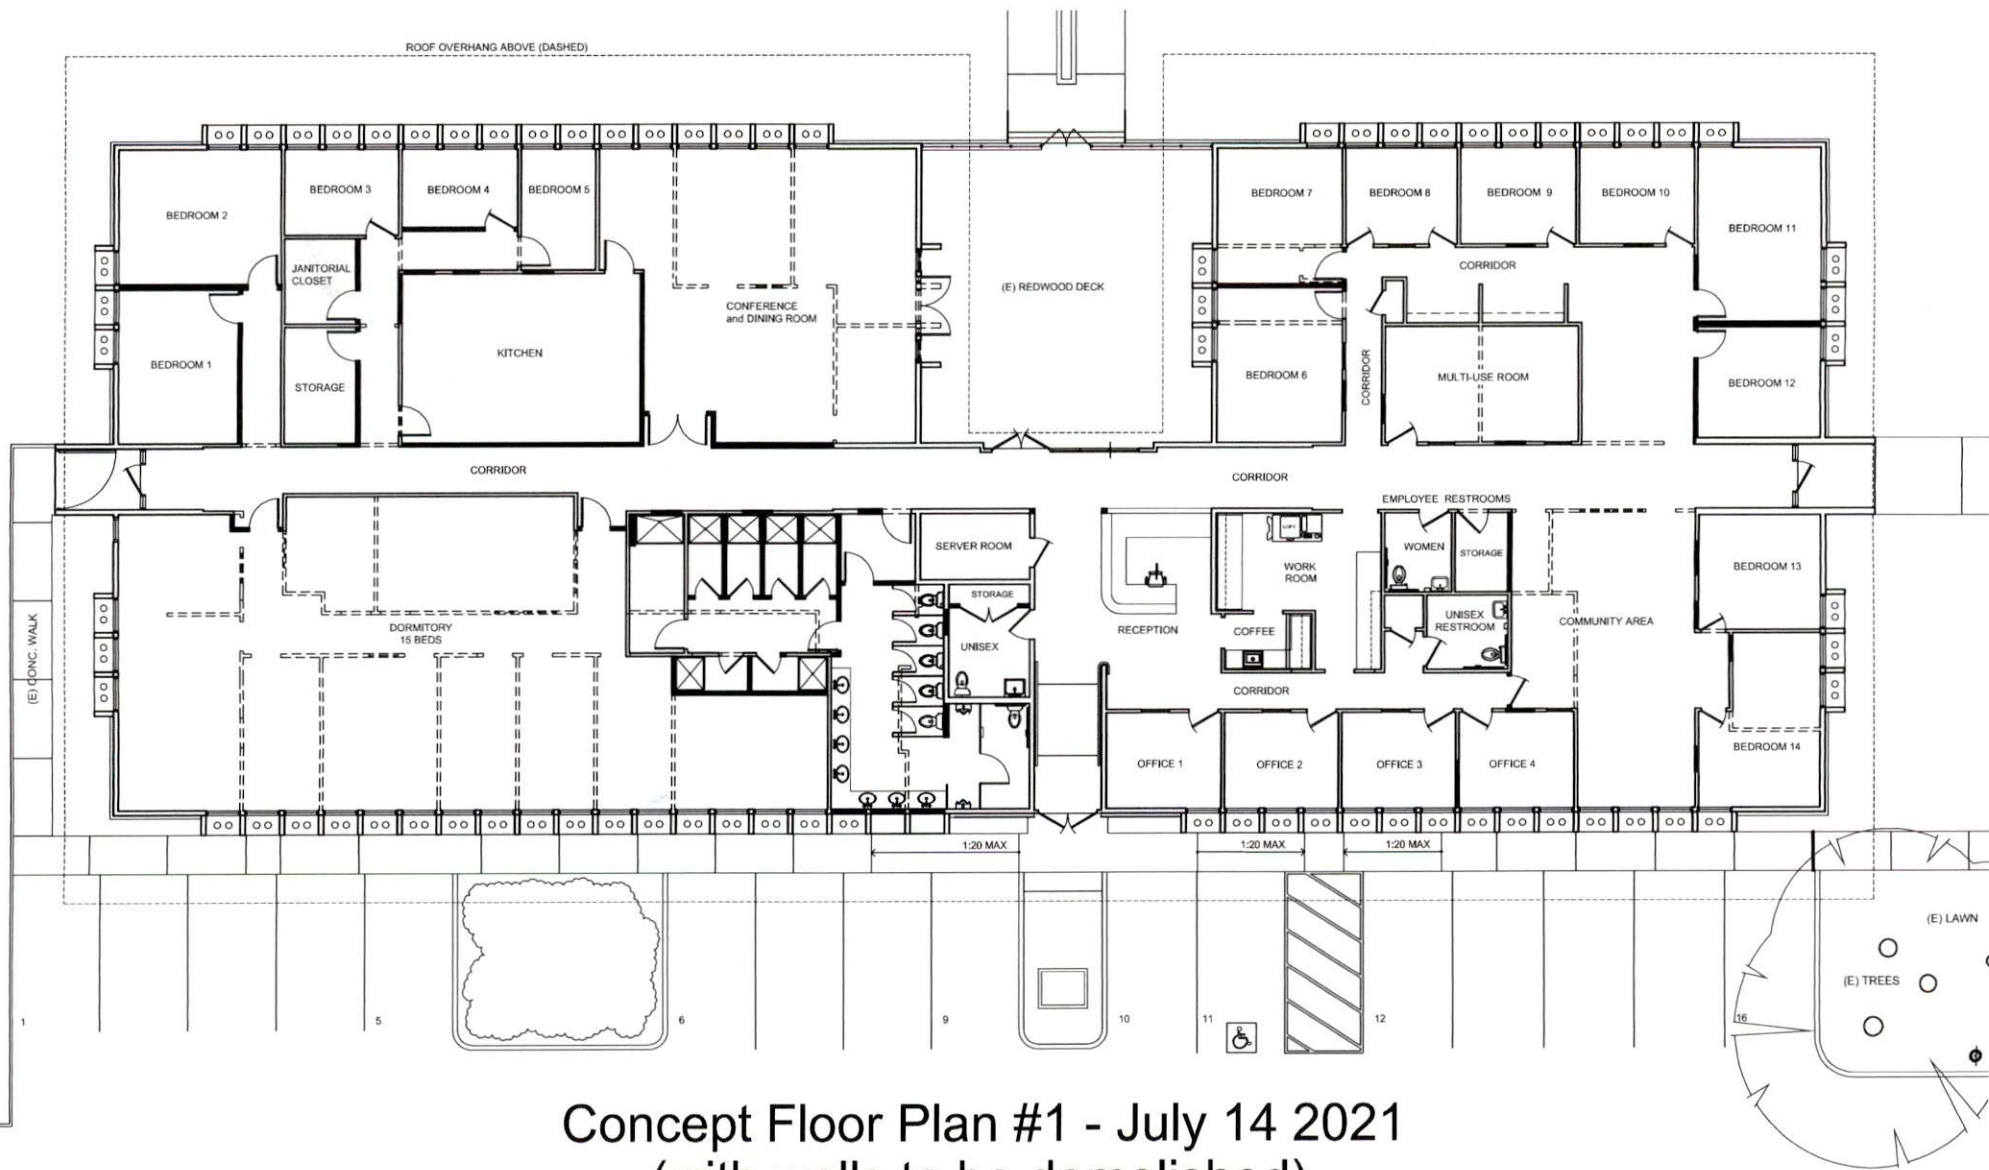 ROOF OVERHANG ABOVE (DASHED)
BEDROOM 2
BEDROOM 3
BEDROOM 4
BEDROOM 5
JANITORIAL
CLOSET
BEDROOM 1
STORAGE
KITCHEN
CONFERENCE
and DINING ROOM
(E) REDWOOD DECK
BEDROOM 7
BEDROOM 8
BEDROOM 9
BEDROOM 10
BEDROOM 11
CORRIDOR
BEDROOM 6
CORRIDOR
MULTI-USE ROOM
BEDROOM 12
CORRIDOR
CORRIDOR
EMPLOYEE RESTROOMS
SERVER ROOM
WORK
ROOM
WOMEN
STORAGE
BEDROOM 13
STORAGE
DORMITORY
15 BEDS
UNISEX
RECEPTION
COFFEE
UNISEX
RESTROOM
COMMUNITY AREA
(E) CONC. WALK
CORRIDOR
BEDROOM 14
OFFICE 1
OFFICE 2
OFFICE 3
OFFICE 4
1:20 MAX
1:20 MAX
1:20 MAX
(E) LAWN
(E) TREES
1
5
6
9
10
11
12
16
Concept Floor Plan #1 - July 14 2021
(with walls to be demolished)